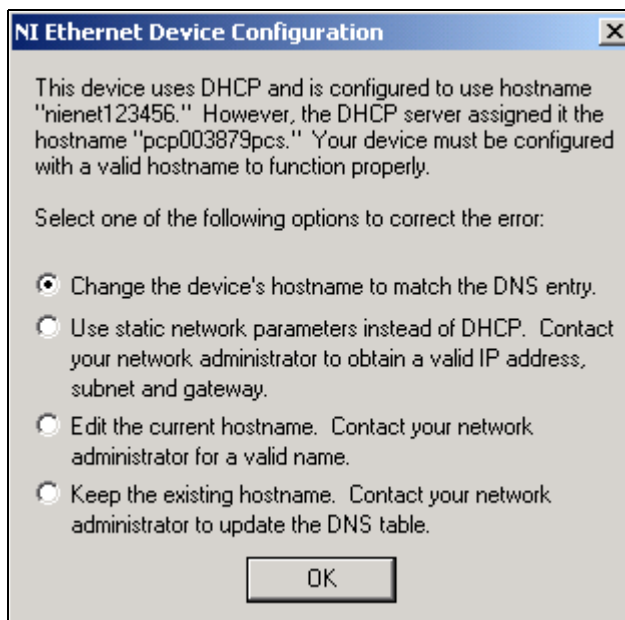 NI Ethernet Device Configuration
This device uses DHCP and is configured to use hostname
"nienet123456."  However, the DHCP server assigned it the
hostname "pcp003879pcs."  Your device must be configured
with a valid hostname to function properly.
Select one of the following options to correct the error:
Change the device's hostname to match the DNS entry.
Use static network parameters instead of DHCP.  Contact
your network administrator to obtain a valid IP address,
subnet and gateway.
Edit the current hostname.  Contact your network
administrator for a valid name.
Keep the existing hostname.  Contact your network
administrator to update the DNS table.
OK